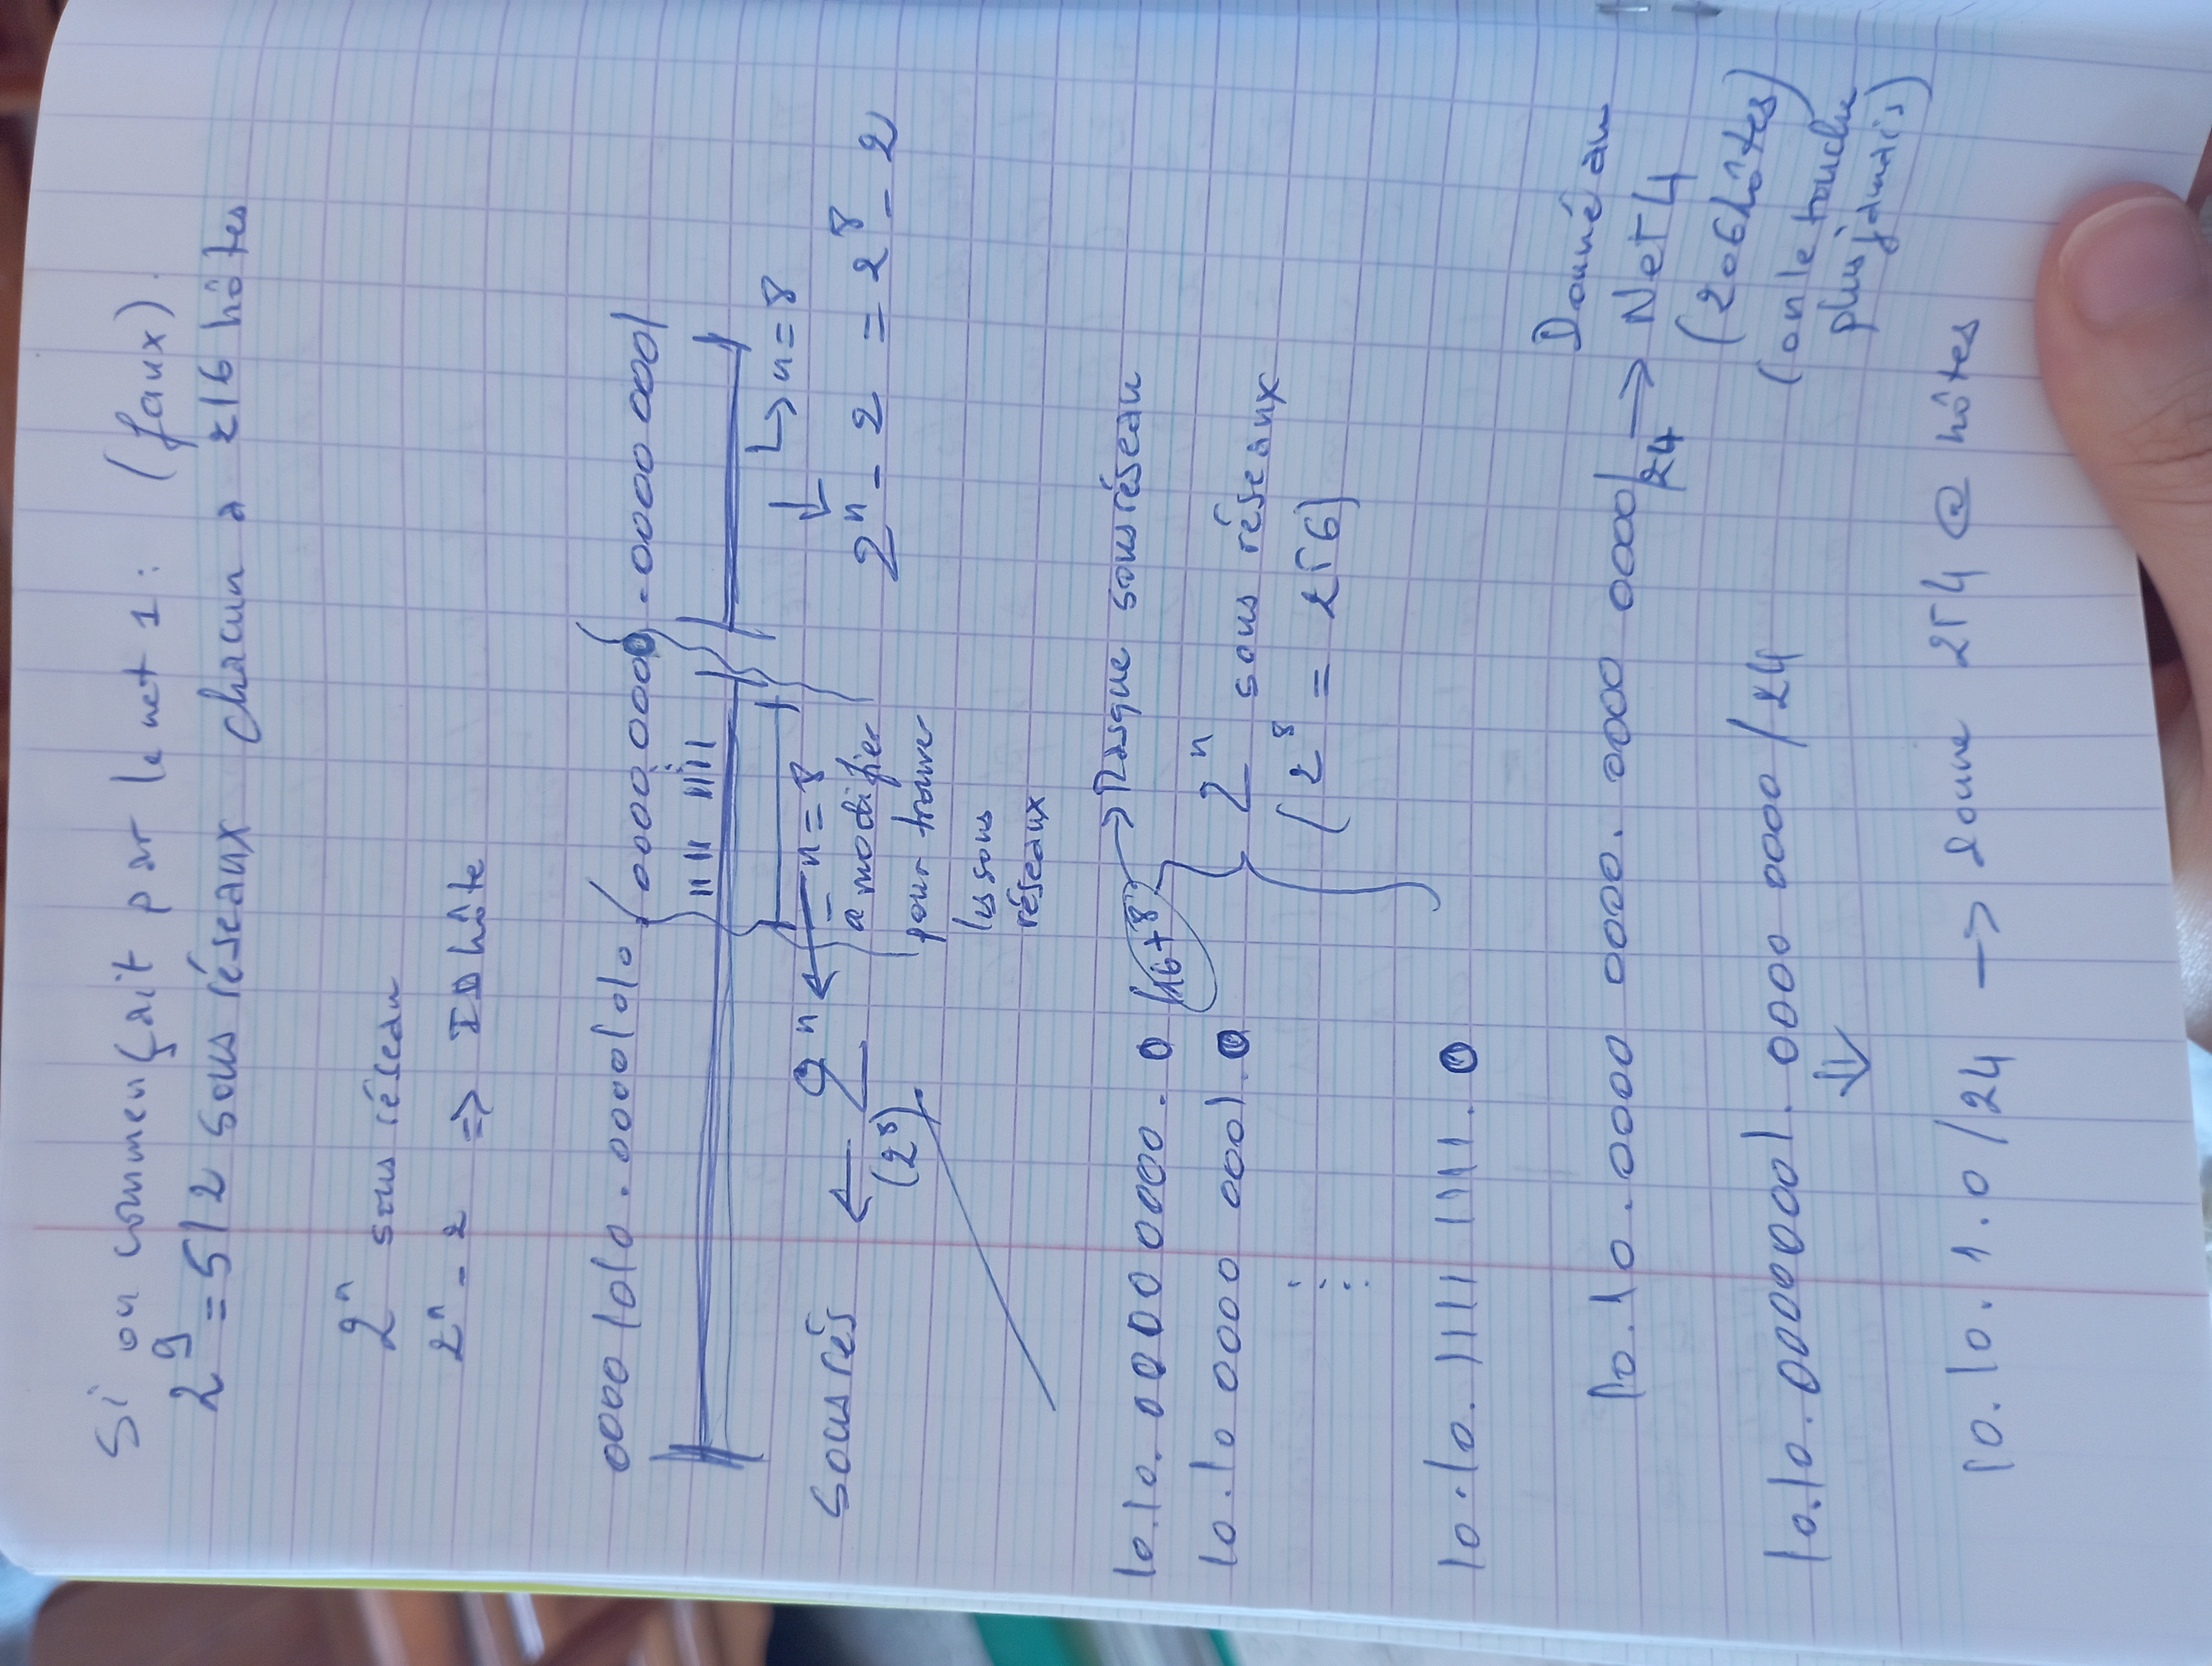 Si on commençait par le net 1 : (faux).
2^9 = 512 sous réseaux chacun a 216 hôtes
2^n sous réseau
2^n - 2 => ID hôte
0000 1010 . 00001010 . 0000 0000 . 0000 0001
1111 11111
n = 8
Sous rés ← 2^n ← n = 8
(2^8)
à modifier
pour trouver
les sous
réseaux
2^n - 2 = 2^8 - 2
10.10. 0000 0000 . 0 /16+8 → Masque sous réseau
10.10 0000 0001 . 0
2^n sous réseaux
(2^8 = 256)
10.10. 1111 1111. 0
10.10.0000 0000. 0000 0000/24 → Donné au
Net 4
(206 hôtes)
(on le touche
plus jamais)
10.10.00000001. 0000 0000 /24
⇓
10.10.1.0/24 → donne 254 @ hôtes